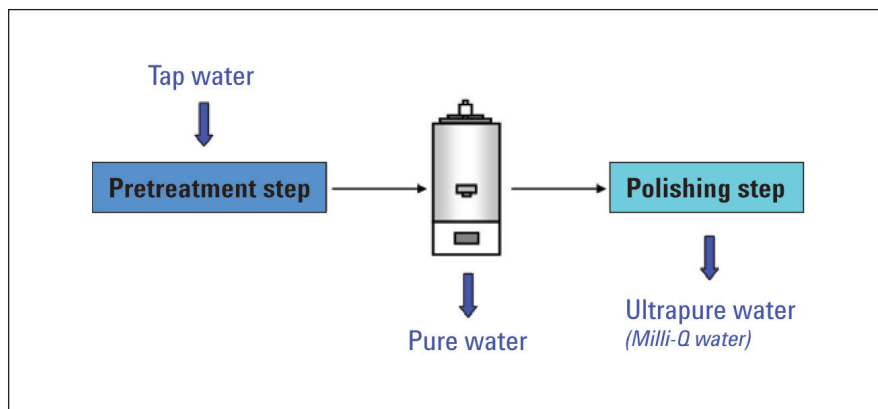 Tap water
Pretreatment step
Polishing step
Pure water
Ultrapure water
(Milli-Q water)